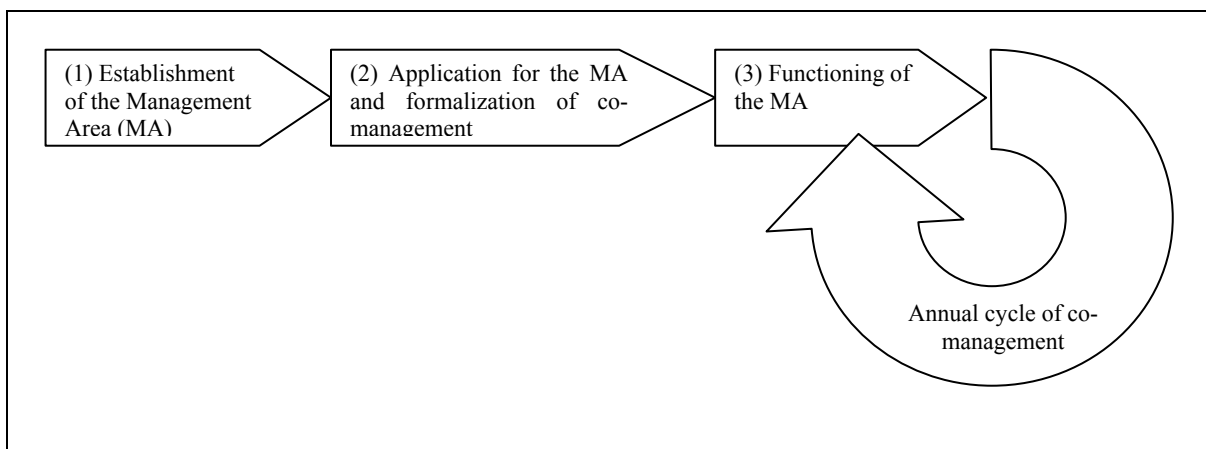 (1) Establishment
of the Management
Area (MA)
(2) Application for the MA
and formalization of co-
management
(3) Functioning of
the MA
Annual cycle of co-
management